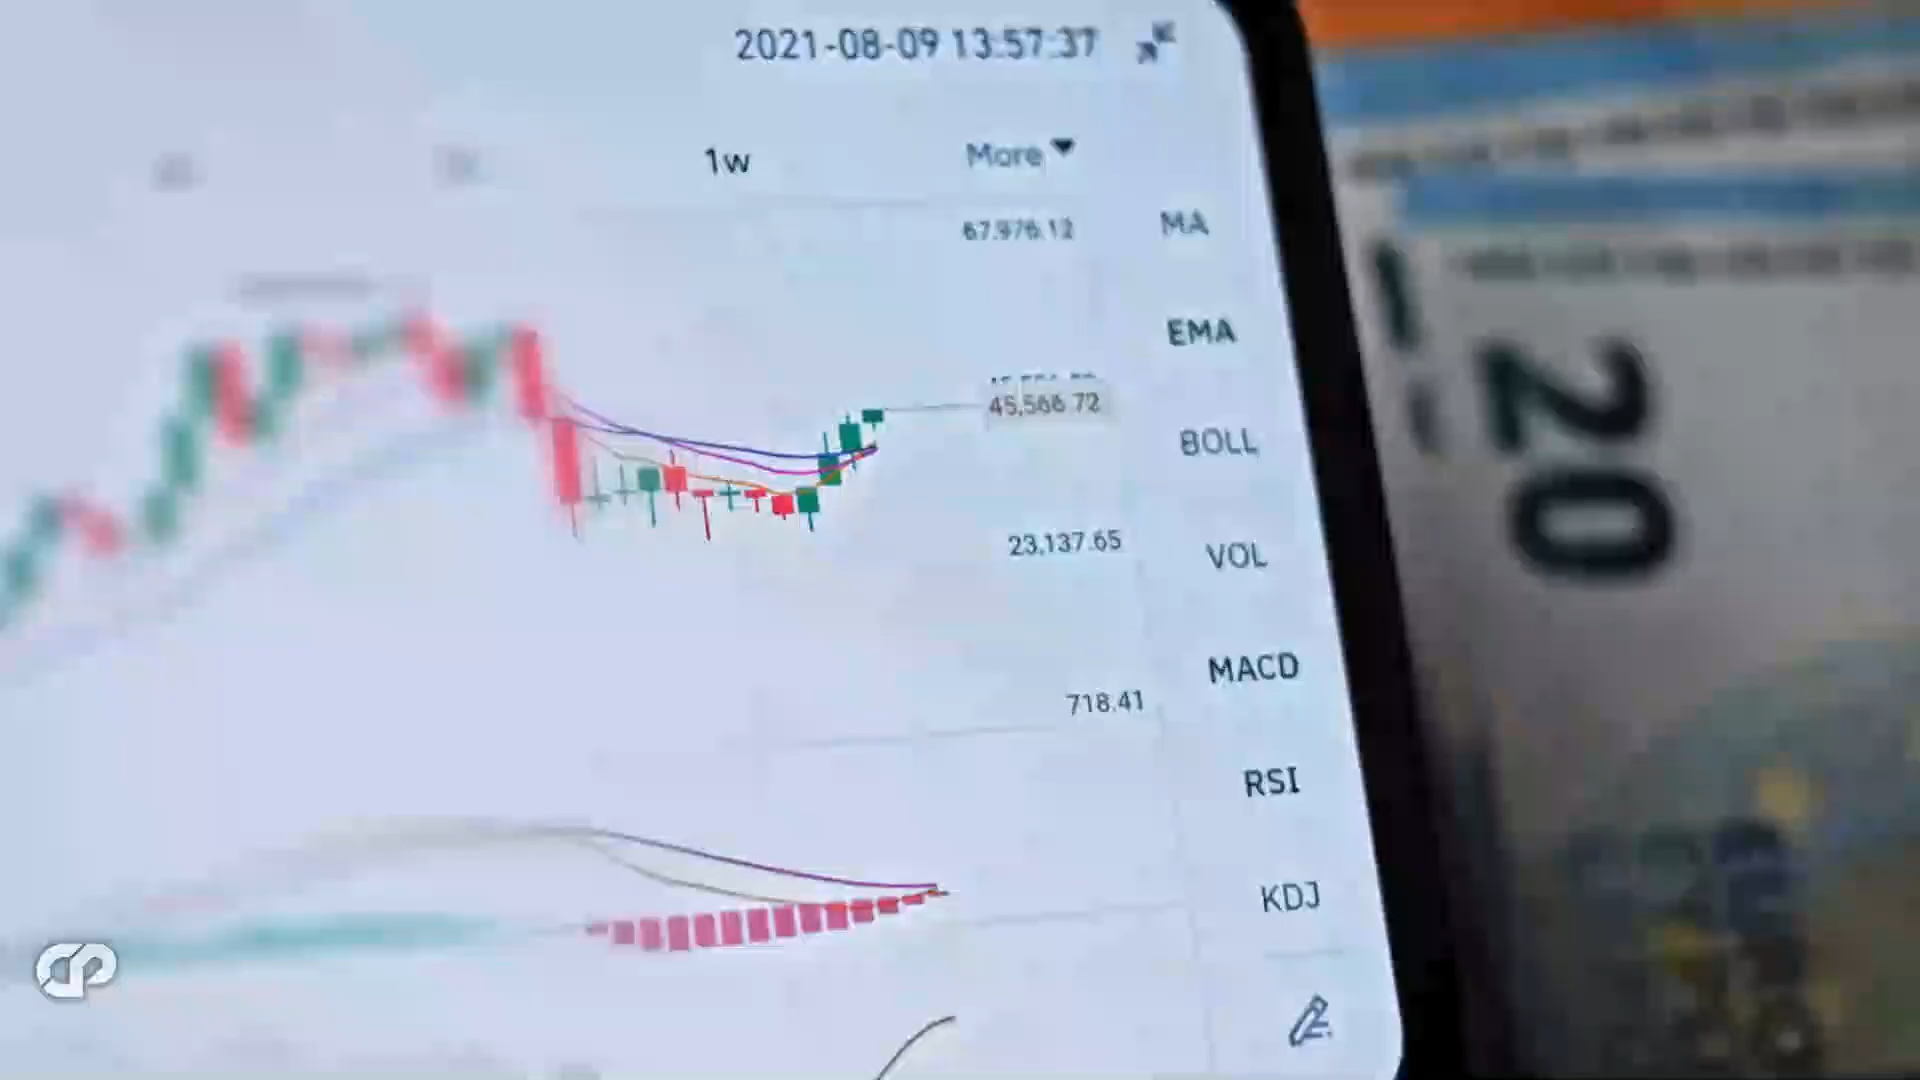 2021-08-09 13:57:37
1w
More
67,976.12
MA
EMA
45,566.72
BOLL
23,137.65
VOL
MACD
718.41
RSI
KDJ
20